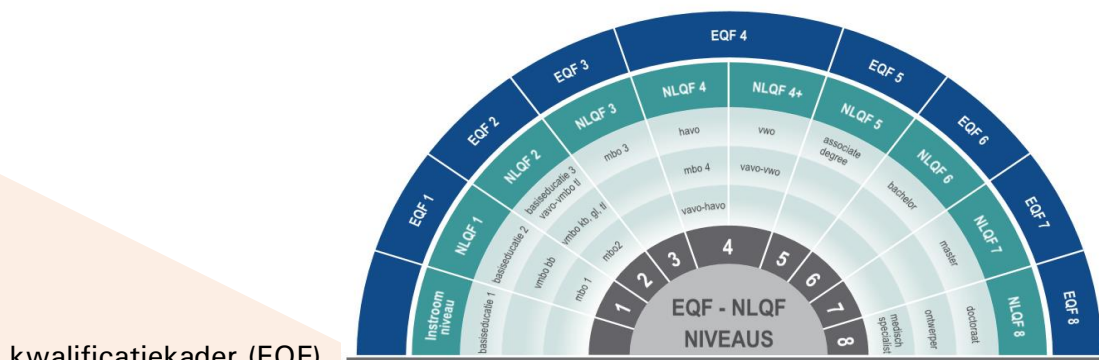 EQF 1
EQF 2
EQF 3
EQF 4
EQF 5
EQF 6
EQF 7
EQF 8
Instroom
niveau
NLQF 1
NLQF 2
NLQF 3
NLQF 4
NLQF 4+
NLQF 5
NLQF 6
NLQF 7
NLQF 8
basiseducatie 1
basiseducatie 2
vmbo bb
mbo 1
basiseducatie 3
vavo-vmbo tl
vmbo kb, gl, tl
mbo2
mbo 3
havo
mbo 4
vavo-havo
vwo
vavo-vwo
associate
degree
bachelor
master
doctoraat
ontwerper
medisch
specialist
1
2
3
4
5
6
7
8
EQF - NLQF
NIVEAUS
kwalificatiekader (EQF)